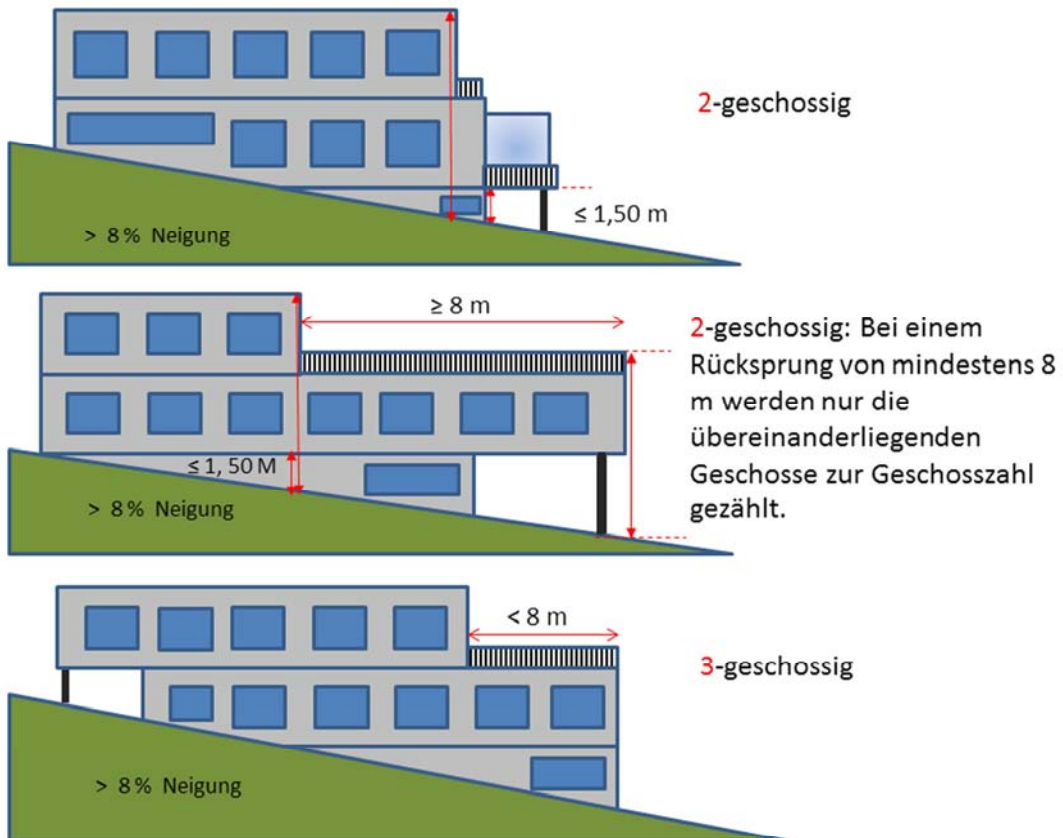 2-geschossig
≤ 1,50 m
> 8 % Neigung
≥ 8 m
2-geschossig: Bei einem
Rücksprung von mindestens 8
m werden nur die
übereinanderliegenden
Geschosse zur Geschosszahl
gezählt.
≤ 1, 50 M
> 8 % Neigung
< 8 m
3-geschossig
> 8 % Neigung